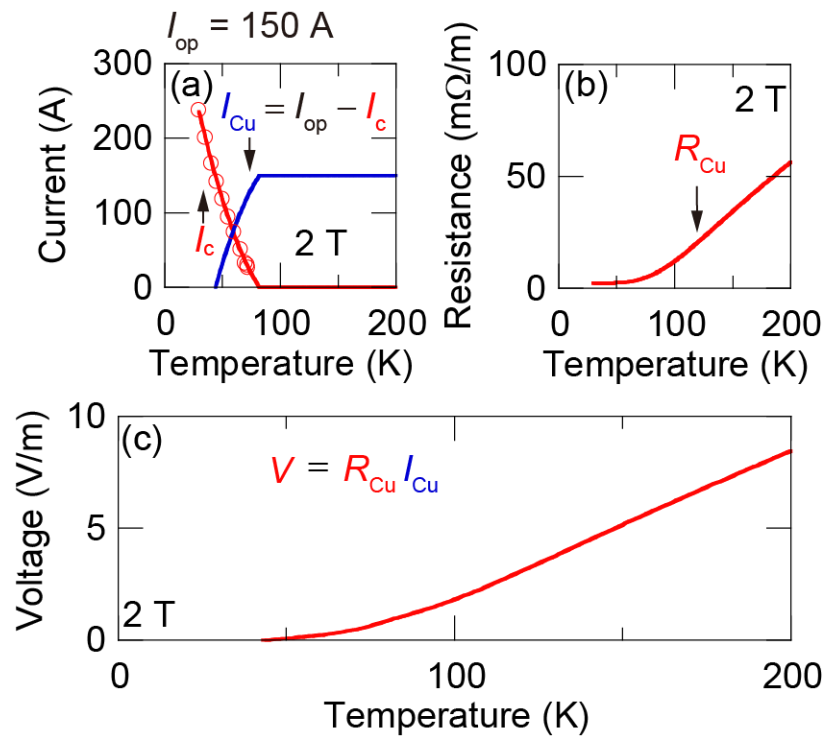 I_op = 150 A
(a)
I_Cu = I_op − I_c
I_c
2 T
Current (A)
300
200
100
0
0 100 200
Temperature (K)
(b)
2 T
R_Cu
Resistance (mΩ/m)
100
50
0
0 100 200
Temperature (K)
(c)
V = R_Cu I_Cu
2 T
Voltage (V/m)
10
5
0
0 100 200
Temperature (K)